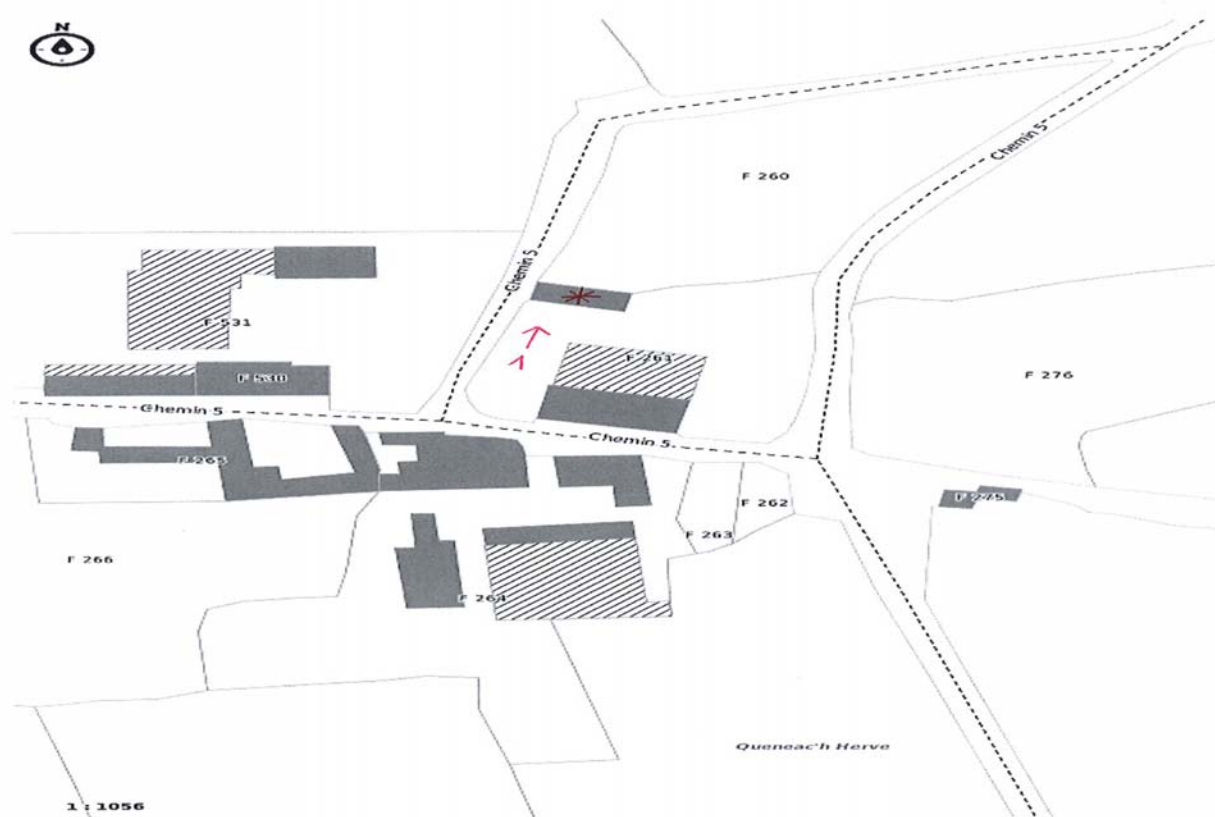 N
Chemin 5
F 260
Chemin 5
F 531
F 530
F 276
Chemin 5
Chemin 5
F 265
F 275
F 262
F 263
F 266
F 264
Queneac'h Herve
1 : 1056